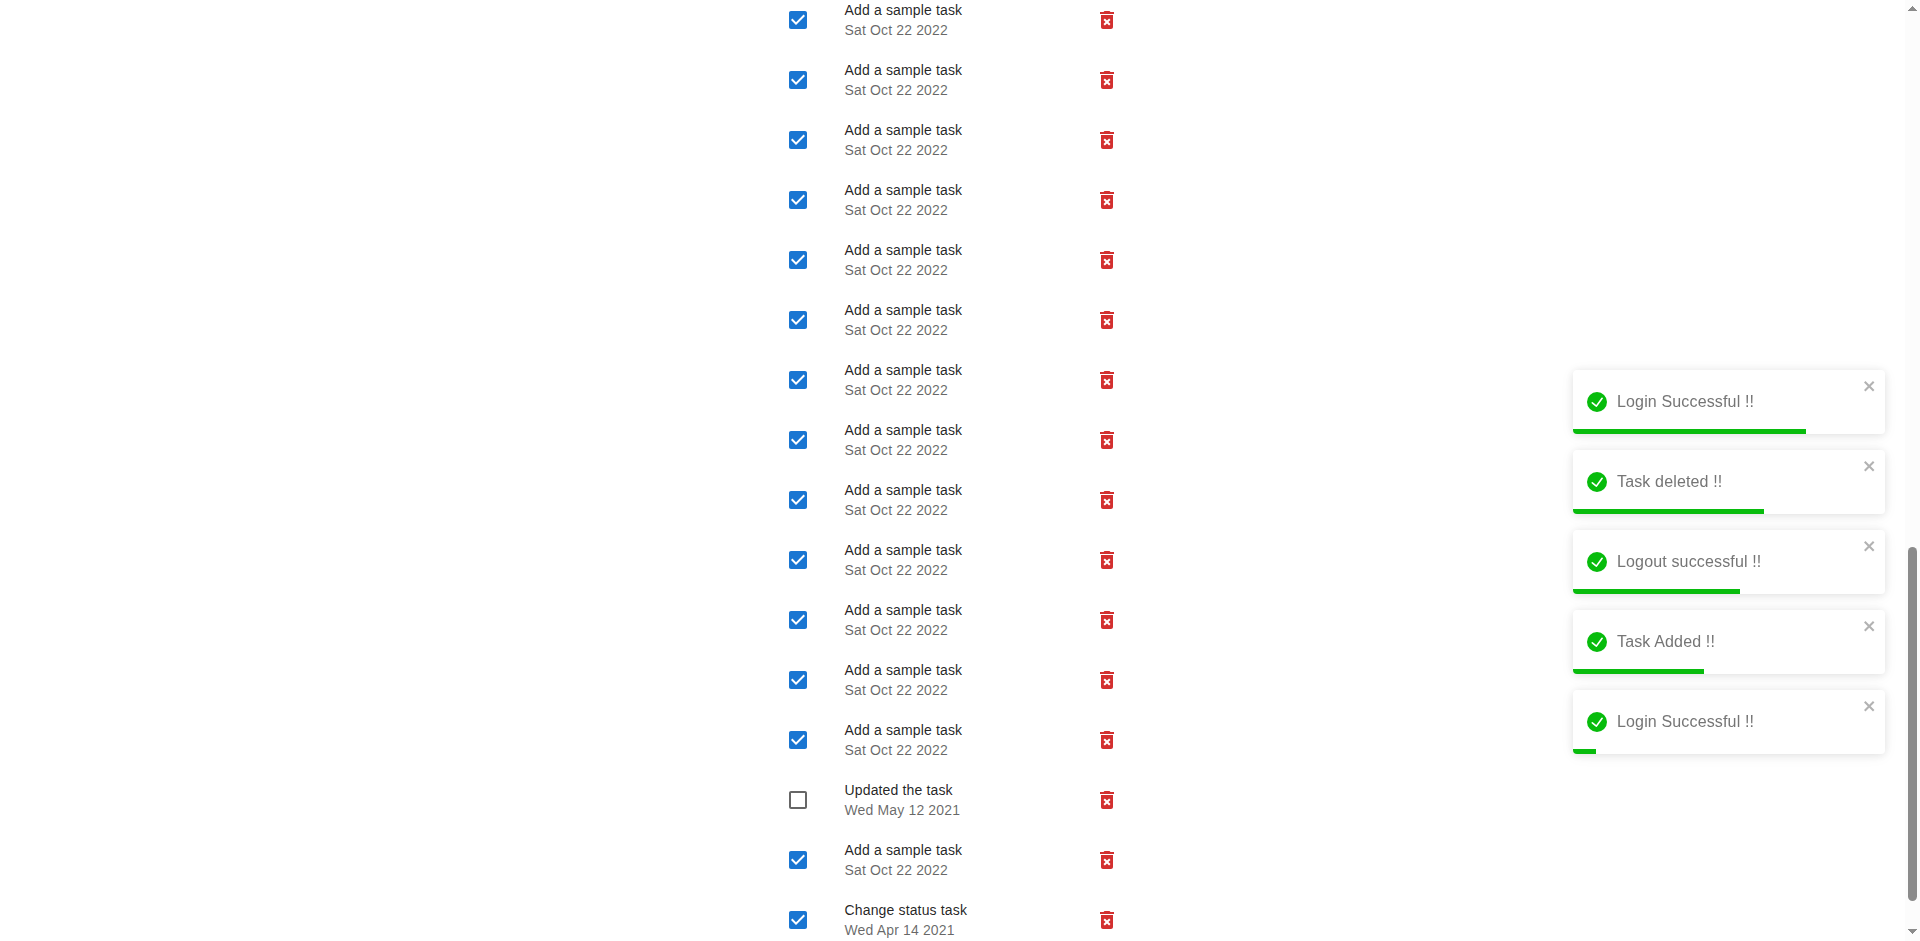 Add a sample task
Sat Oct 22 2022
Add a sample task
Sat Oct 22 2022
Add a sample task
Sat Oct 22 2022
Add a sample task
Sat Oct 22 2022
Add a sample task
Sat Oct 22 2022
Add a sample task
Sat Oct 22 2022
Add a sample task
Sat Oct 22 2022
Add a sample task
Sat Oct 22 2022
Add a sample task
Sat Oct 22 2022
Add a sample task
Sat Oct 22 2022
Add a sample task
Sat Oct 22 2022
Add a sample task
Sat Oct 22 2022
Add a sample task
Sat Oct 22 2022
Updated the task
Wed May 12 2021
Add a sample task
Sat Oct 22 2022
Change status task
Wed Apr 14 2021
Login Successful !!
Task deleted !!
Logout successful !!
Task Added !!
Login Successful !!